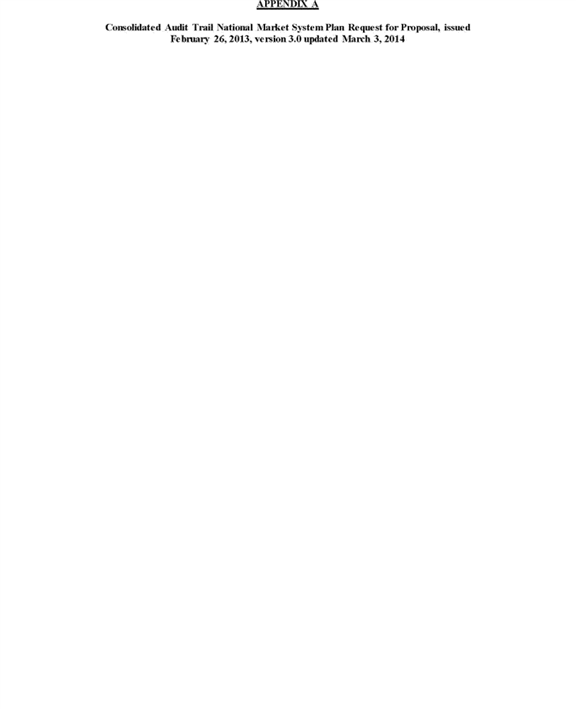 APPENDIX A
Consolidated Audit Trail National Market System Plan Request for Proposal, issued
February 26, 2013, version 3.0 updated March 3, 2014